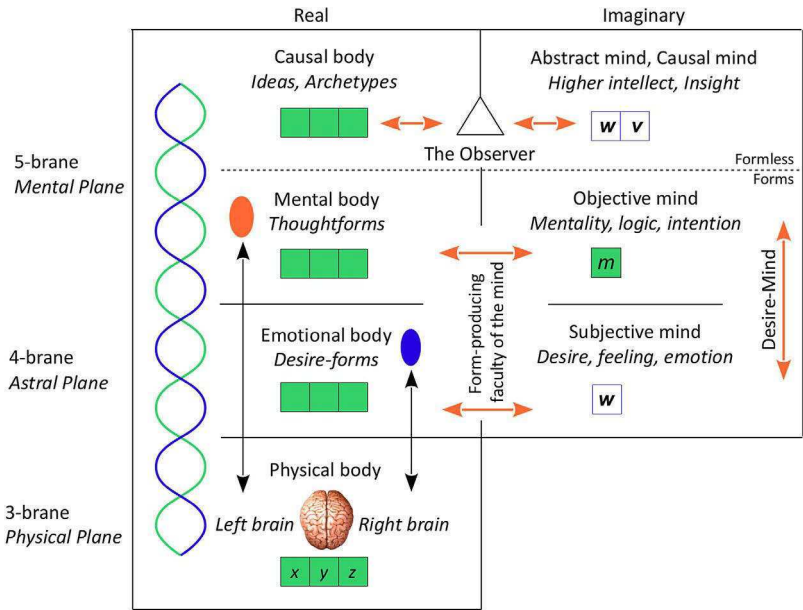 Real
Imaginary
Causal body
Ideas, Archetypes
Abstract mind, Causal mind
Higher intellect, Insight
w v
The Observer
5-brane
Mental Plane
Formless
Forms
Mental body
Thoughtforms
Objective mind
Mentality, logic, intention
m
Form-producing
faculty of the mind
Desire-Mind
4-brane
Astral Plane
Emotional body
Desire-forms
Subjective mind
Desire, feeling, emotion
w
3-brane
Physical Plane
Physical body
Left brain
Right brain
x y z